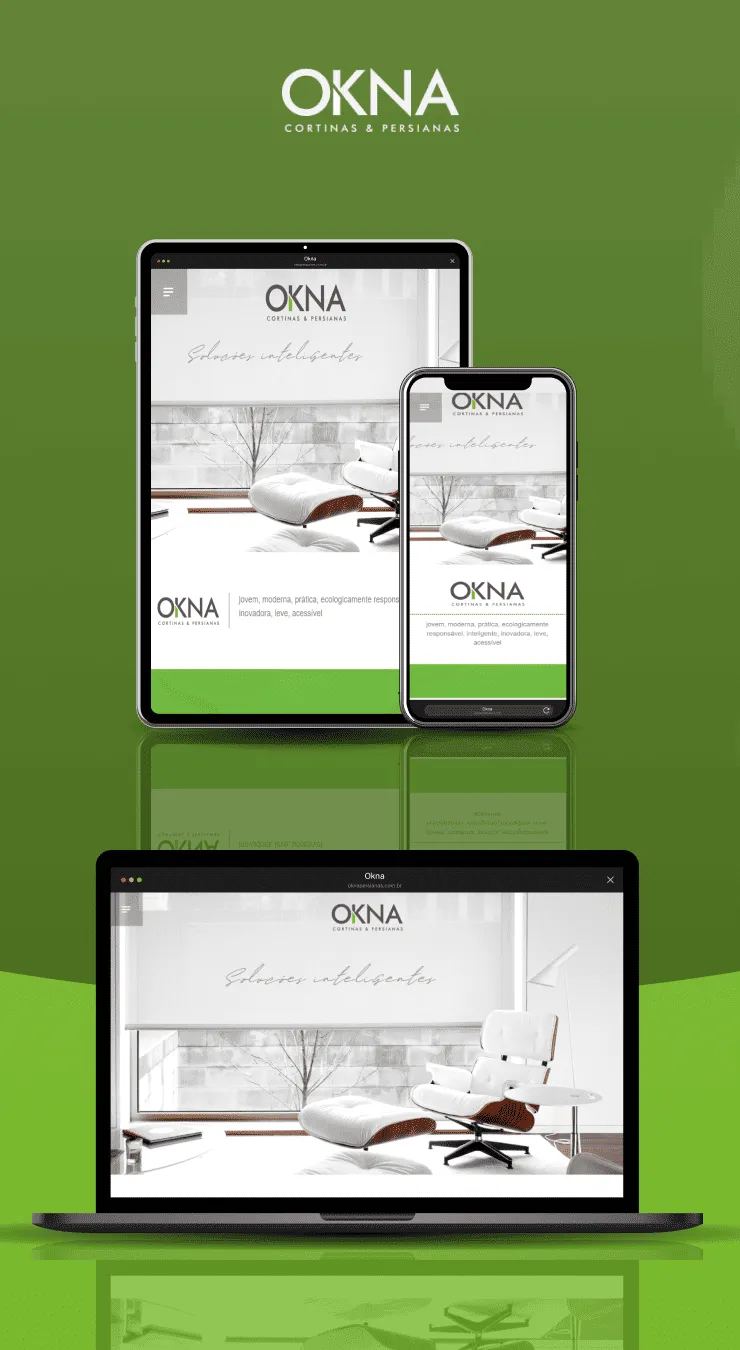 OKNA
CORTINAS & PERSIANAS
Okna
OKNA
CORTINAS & PERSIANAS
Soluções inteligentes
OKNA
CORTINAS & PERSIANAS
jovem, moderna, prática, ecologicamente respons
inovadora, leve, acessível
OKNA
CORTINAS & PERSIANAS
inteligentes
OKNA
CORTINAS & PERSIANAS
jovem, moderna, prática, ecologicamente
responsável, inteligente, inovadora, leve,
acessível
Okna
Okna
oknapersianas.com.br
OKNA
CORTINAS & PERSIANAS
Soluções inteligentes